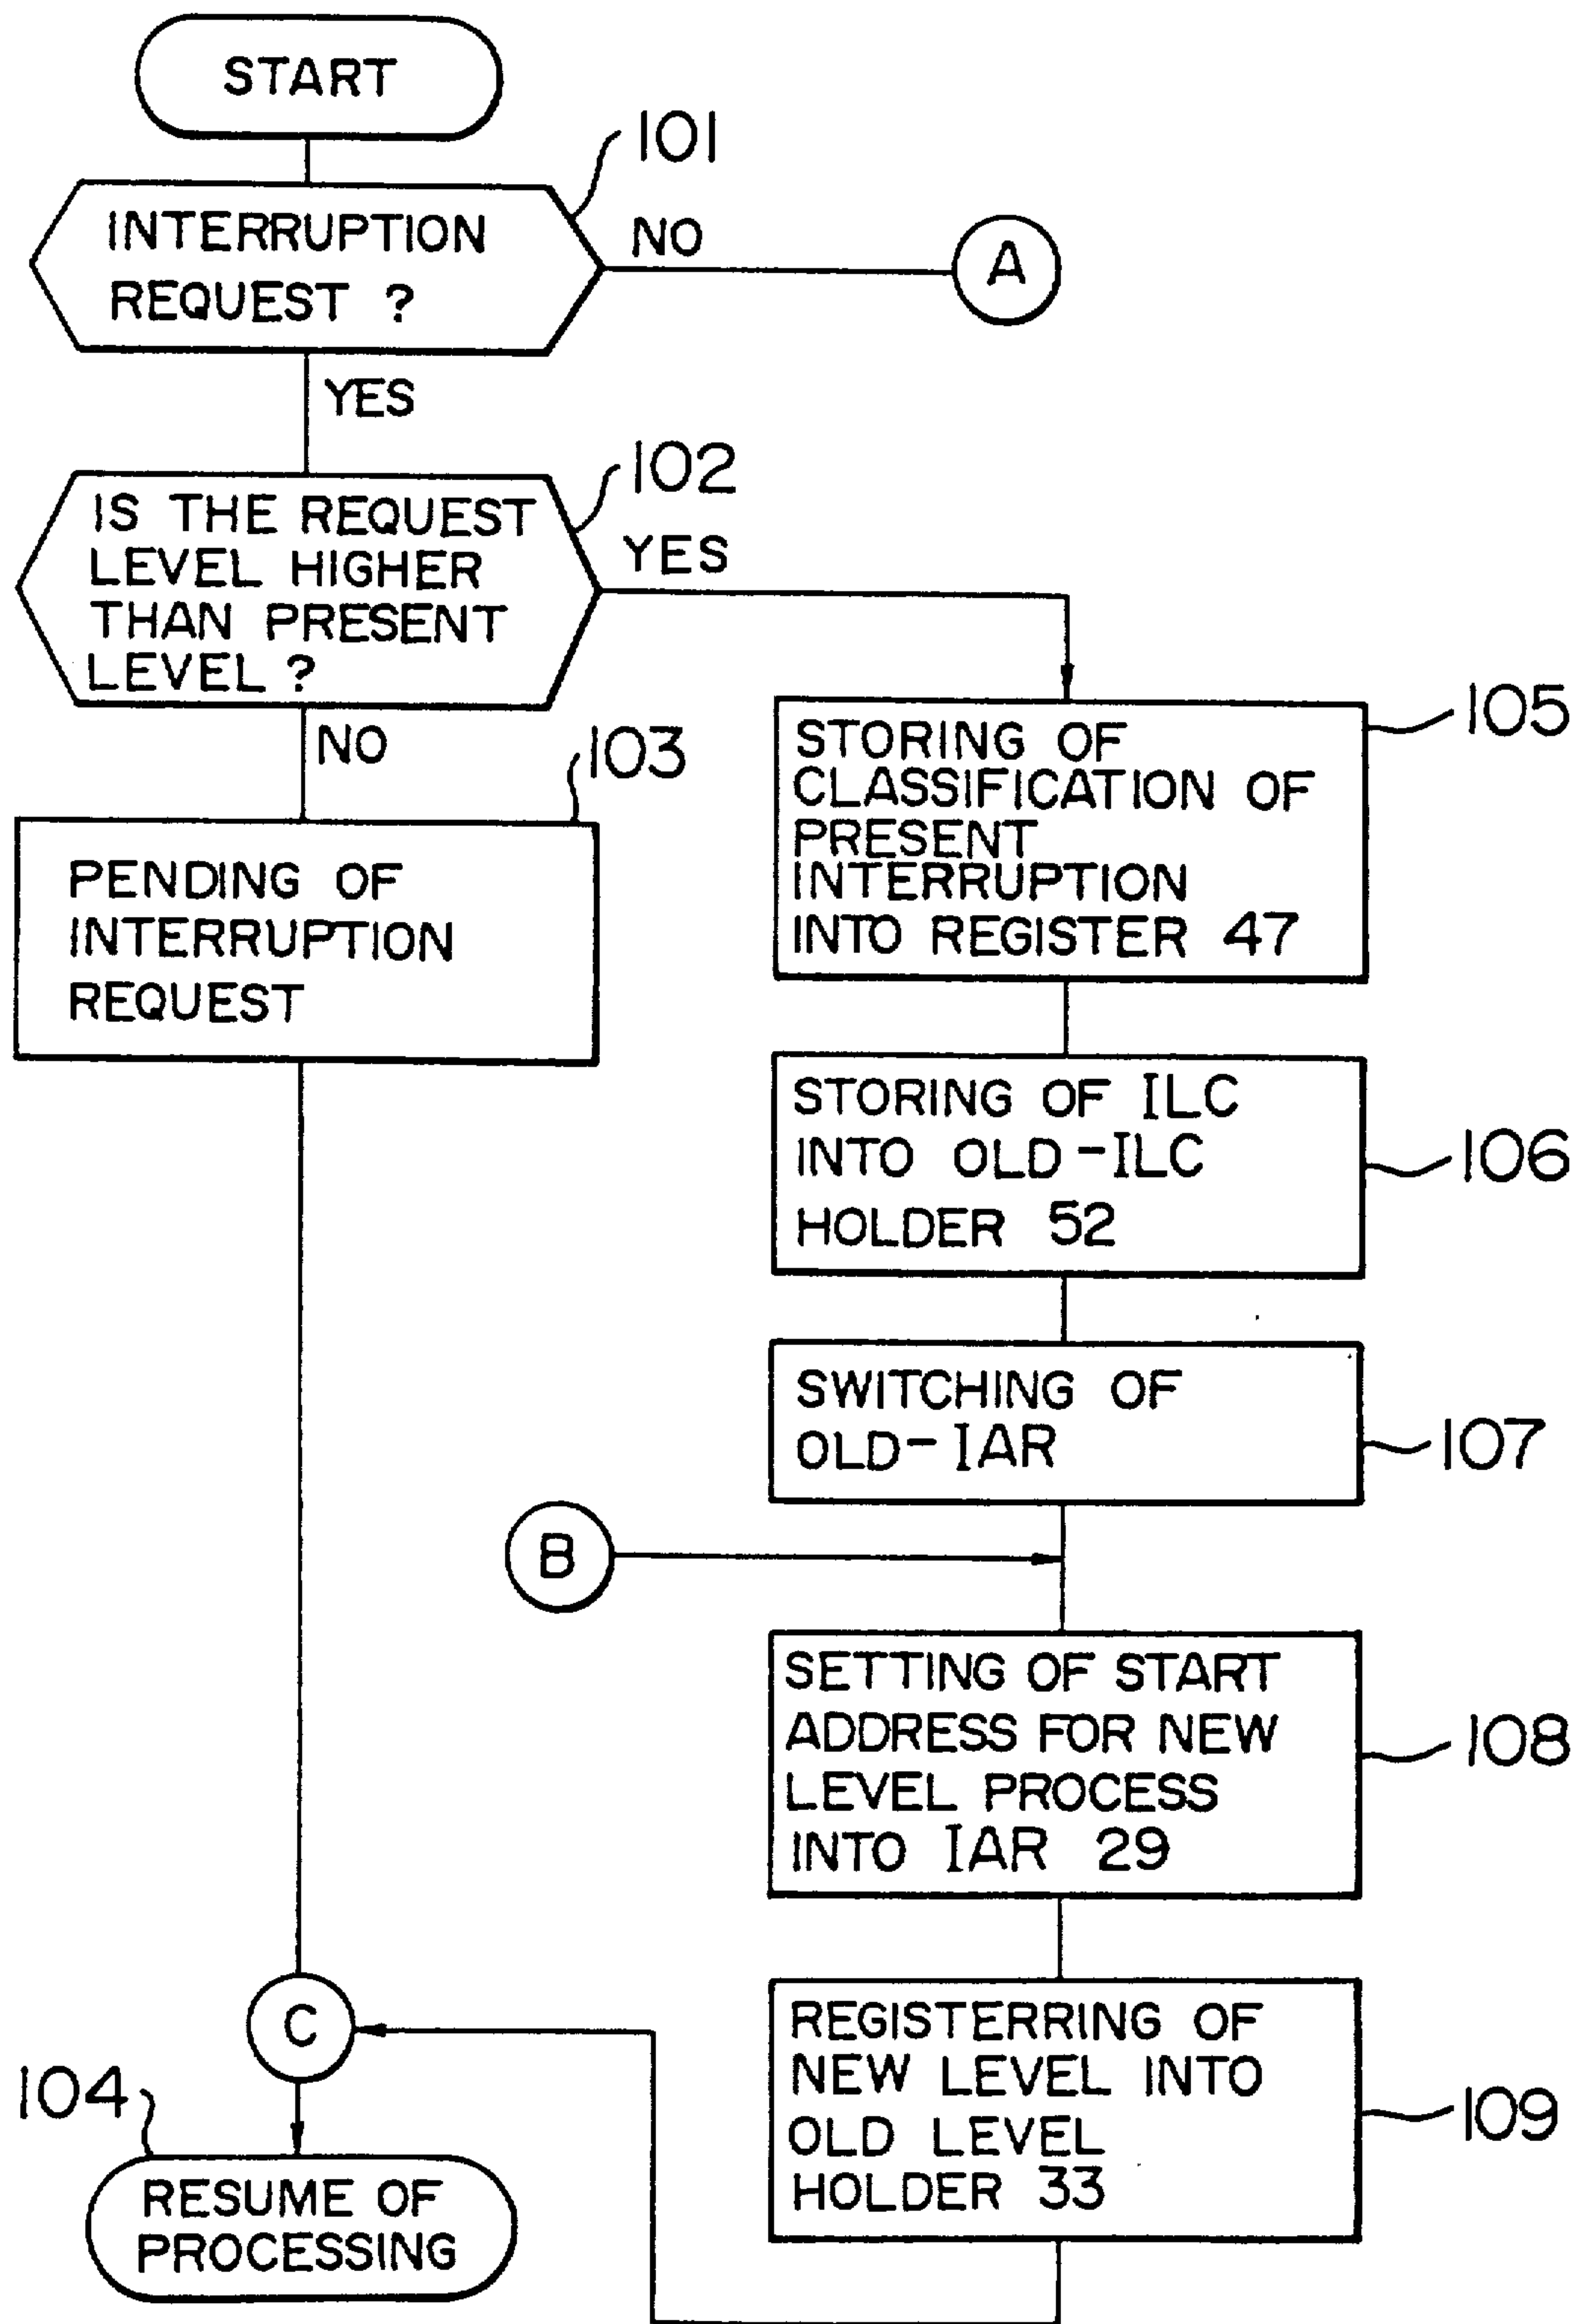 START
101
INTERRUPTION
REQUEST ?
NO
A
YES
102
IS THE REQUEST
LEVEL HIGHER
THAN PRESENT
LEVEL ?
YES
NO
103
PENDING OF
INTERRUPTION
REQUEST
105
STORING OF
CLASSIFICATION OF
PRESENT
INTERRUPTION
INTO REGISTER 47
STORING OF ILC
INTO OLD-ILC
HOLDER 52
106
SWITCHING OF
OLD-IAR
107
B
SETTING OF START
ADDRESS FOR NEW
LEVEL PROCESS
INTO IAR 29
108
REGISTERRING OF
NEW LEVEL INTO
OLD LEVEL
HOLDER 33
109
C
104
RESUME OF
PROCESSING